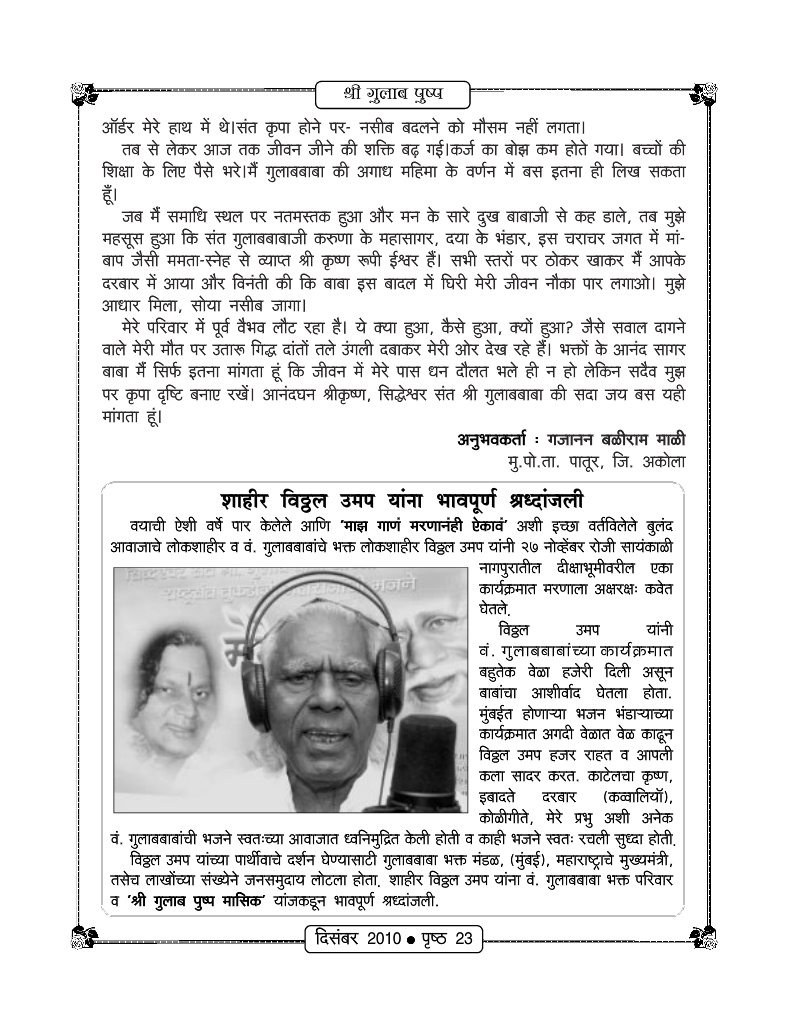 श्री गुलाब पुष्प
ऑर्डर मेरे हाथ में थे।संत कृपा होने पर- नसीब बदलने को मौसम नहीं लगता।
तब से लेकर आज तक जीवन जीने की शक्ति बढ़ गई।कर्ज का बोझ कम होते गया। बच्चों की
शिक्षा के लिए पैसे भरे।मैं गुलाबबाबा की अगाध महिमा के वर्णन में बस इतना ही लिख सकता
हूँ।
जब मैं समाधि स्थल पर नतमस्तक हुआ और मन के सारे दुख बाबाजी से कह डाले, तब मुझे
महसूस हुआ कि संत गुलाबबाबाजी करुणा के महासागर, दया के भंडार, इस चराचर जगत में मां-
बाप जैसी ममता-स्नेह से व्याप्त श्री कृष्ण रूपी ईश्वर हैं। सभी स्तरों पर ठोकर खाकर मैं आपके
दरबार में आया और विनंती की कि बाबा इस बादल में घिरी मेरी जीवन नौका पार लगाओ। मुझे
आधार मिला, सोया नसीब जागा।
मेरे परिवार में पूर्व वैभव लौट रहा है। ये क्या हुआ, कैसे हुआ, क्यों हुआ? जैसे सवाल दागने
वाले मेरी मौत पर उतारू गिद्ध दांतों तले उंगली दबाकर मेरी ओर देख रहे हैं। भक्तों के आनंद सागर
बाबा मैं सिर्फ इतना मांगता हूं कि जीवन में मेरे पास धन दौलत भले ही न हो लेकिन सदैव मुझ
पर कृपा दृष्टि बनाए रखें। आनंदघन श्रीकृष्ण, सिद्धेश्वर संत श्री गुलाबबाबा की सदा जय बस यही
मांगता हूं।
अनुभवकर्ता : गजानन बळीराम माळी
मु.पो.ता. पातूर, जि. अकोला
शाहीर विठ्ठल उमप यांना भावपूर्ण श्रध्दांजली
वयाची ऐशी वर्षे पार केलेले आणि 'माझ गाणं मरणानंही ऐकावं' अशी इच्छा वर्तविलेले बुलंद
आवाजाचे लोकशाहीर व वं. गुलाबबाबांचे भक्त लोकशाहीर विठ्ठल उमप यांनी २७ नोव्हेंबर रोजी सायंकाळी
नागपुरातील दीक्षाभूमीवरील एका
कार्यक्रमात मरणाला अक्षरक्षः कवेत
घेतले.
विठ्ठल उमप यांनी
वं. गुलाबबाबांच्या कार्यक्रमात
बहुतेक वेळा हजेरी दिली असून
बाबांचा आशीर्वाद घेतला होता.
मुंबईत होणाऱ्या भजन भंडाऱ्याच्या
कार्यक्रमात अगदी वेळात वेळ काढून
विठ्ठल उमप हजर राहत व आपली
कला सादर करत. काटेलचा कृष्ण,
इबादते दरबार (कव्वालियॉ),
कोळीगीते, मेरे प्रभु अशी अनेक
वं. गुलाबबाबांची भजने स्वतःच्या आवाजात ध्वनिमुद्रित केली होती व काही भजने स्वतः रचली सुध्दा होती.
विठ्ठल उमप यांच्या पार्थीवाचे दर्शन घेण्यासाटी गुलाबबाबा भक्त मंडळ, (मुंबई), महाराष्ट्राचे मुख्यमंत्री,
तसेच लाखोंच्या संख्येने जनसमुदाय लोटला होता. शाहीर विठ्ठल उमप यांना वं. गुलाबबाबा भक्त परिवार
व 'श्री गुलाब पुष्प मासिक' यांजकडून भावपूर्ण श्रध्दांजली.
दिसंबर 2010 ● पृष्ठ 23